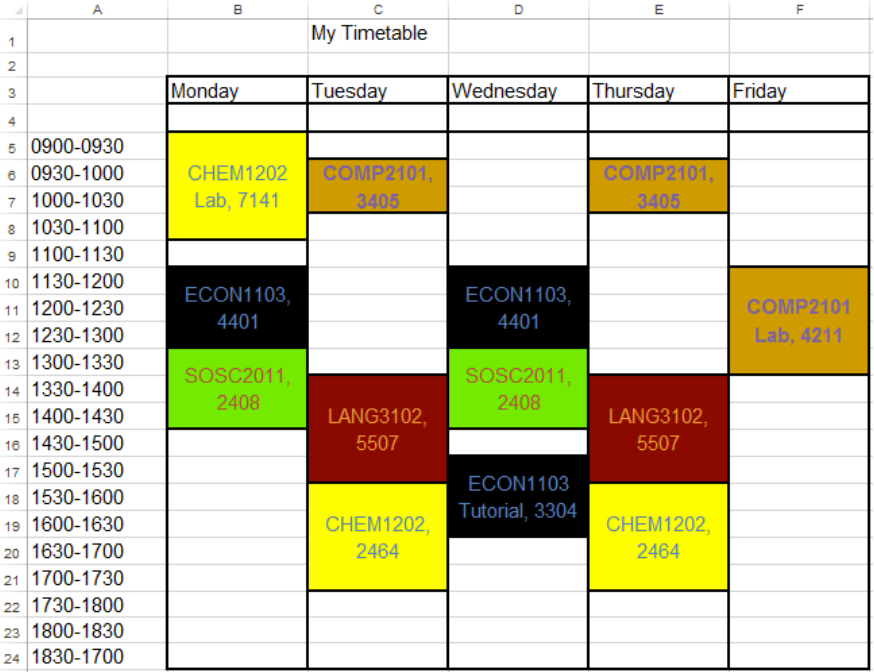 A B C D E F
1 My Timetable
2
3 Monday Tuesday Wednesday Thursday Friday
4
5 0900-0930
6 0930-1000 CHEM1202 COMP2101, COMP2101,
7 1000-1030 Lab, 7141 3405 3405
8 1030-1100
9 1100-1130
10 1130-1200 ECON1103, ECON1103,
11 1200-1230 4401 4401 COMP2101
12 1230-1300 Lab, 4211
13 1300-1330 SOSC2011, SOSC2011,
14 1330-1400 2408 2408
15 1400-1430 LANG3102, LANG3102,
16 1430-1500 5507 5507
17 1500-1530 ECON1103
18 1530-1600 Tutorial, 3304
19 1600-1630 CHEM1202, CHEM1202,
20 1630-1700 2464 2464
21 1700-1730
22 1730-1800
23 1800-1830
24 1830-1700